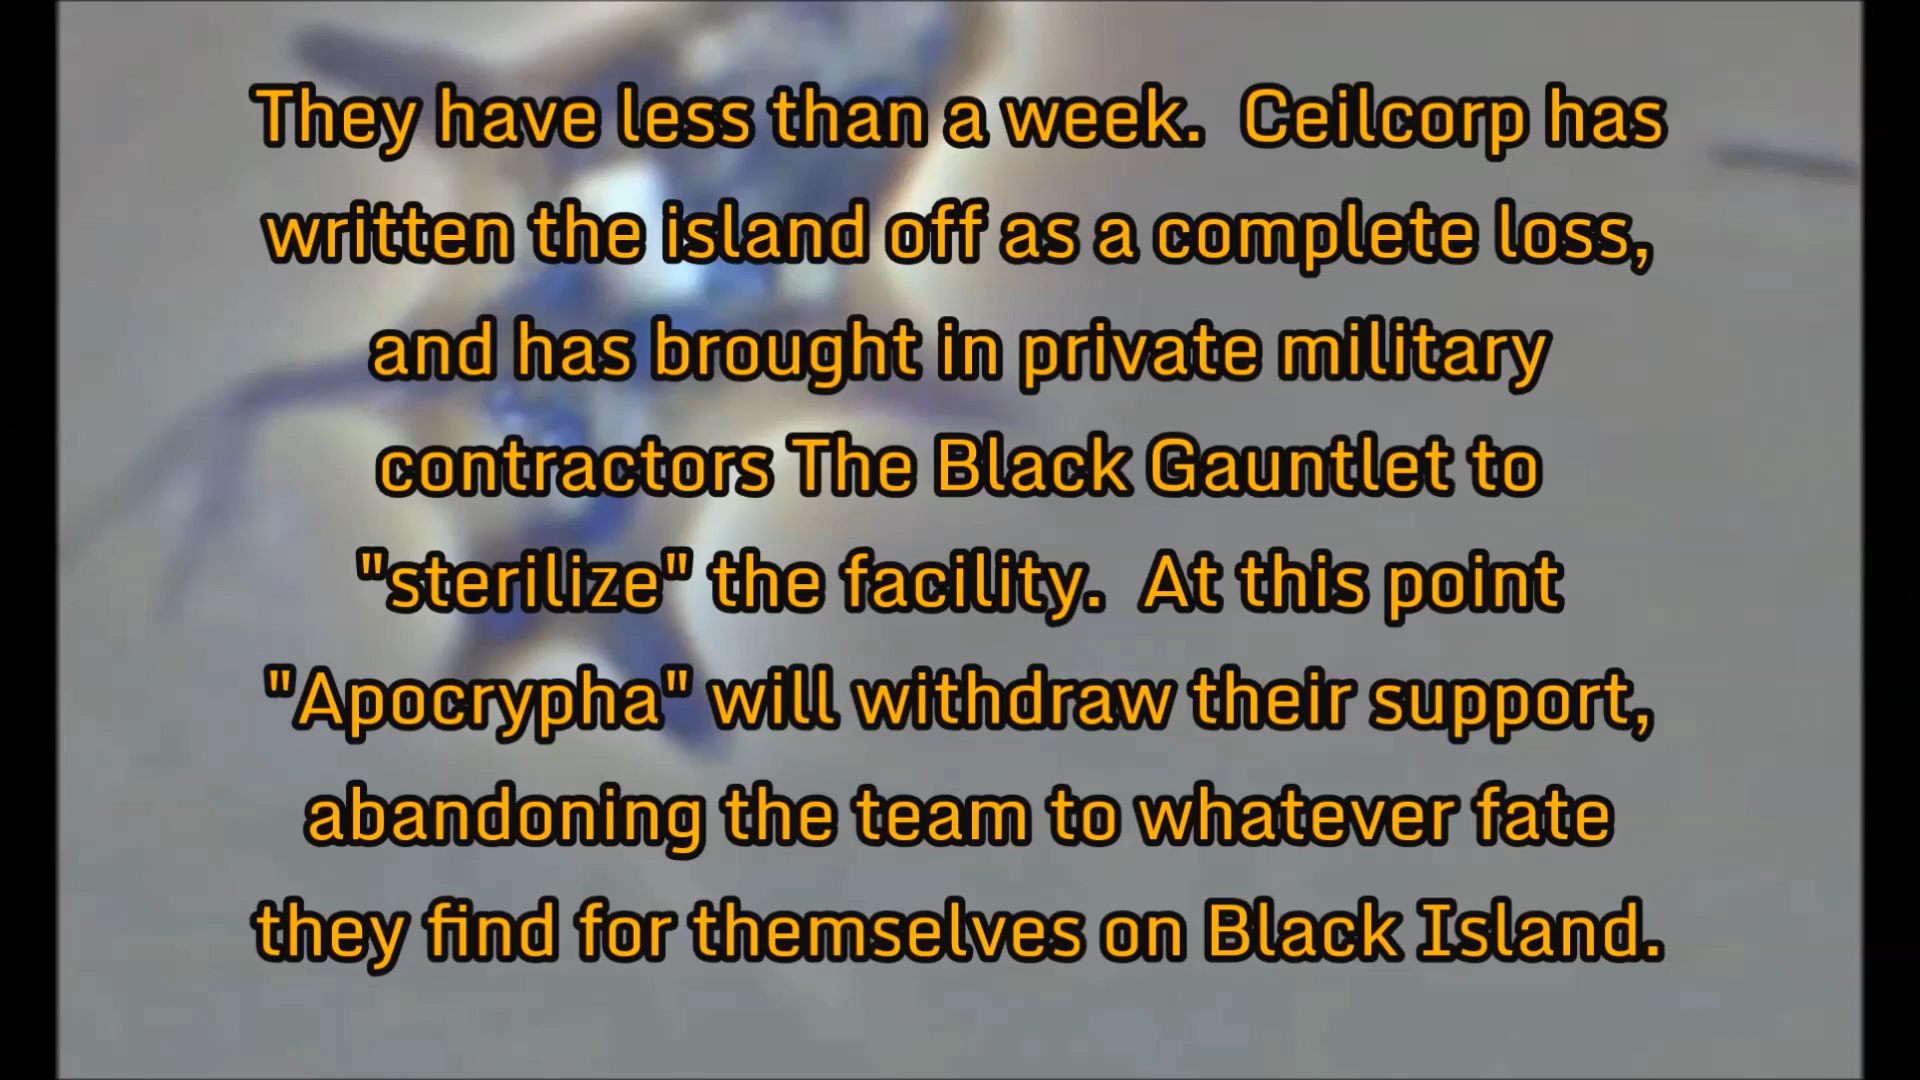 They have less than a week.  Ceilcorp has
written the island off as a complete loss,
and has brought in private military
contractors The Black Gauntlet to
"sterilize" the facility.  At this point
"Apocrypha" will withdraw their support,
abandoning the team to whatever fate
they find for themselves on Black Island.